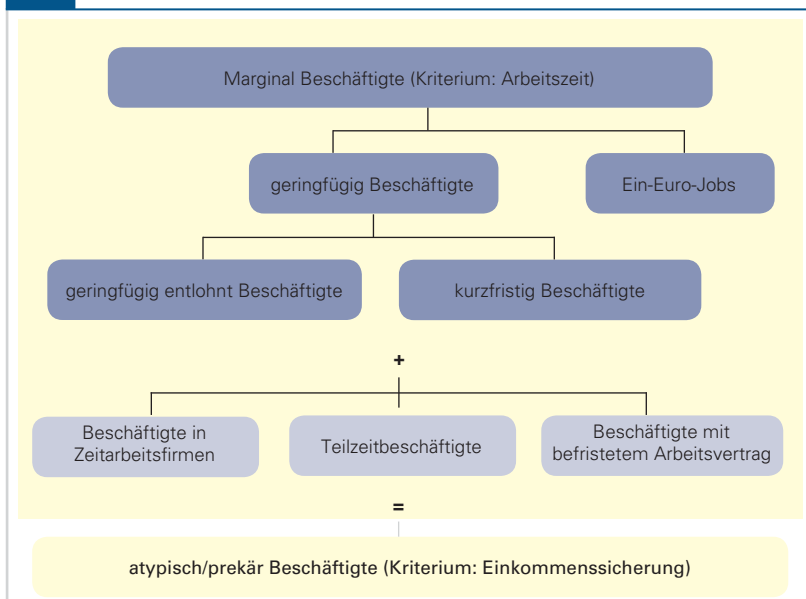 Marginal Beschäftigte (Kriterium: Arbeitszeit)
geringfügig Beschäftigte
Ein-Euro-Jobs
geringfügig entlohnt Beschäftigte
kurzfristig Beschäftigte
+
Beschäftigte in
Zeitarbeitsfirmen
Teilzeitbeschäftigte
Beschäftigte mit
befristetem Arbeitsvertrag
=
atypisch/prekär Beschäftigte (Kriterium: Einkommenssicherung)